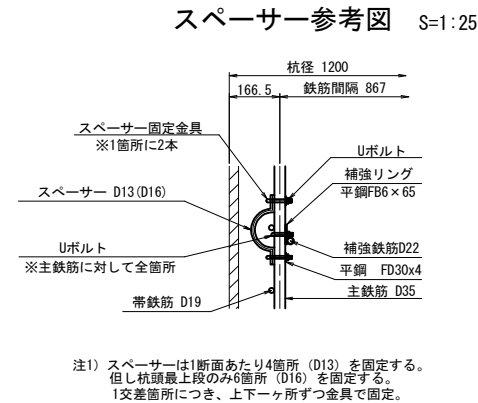 スペーサー参考図 S=1:25
杭径 1200
166.5 鉄筋間隔 867
スペーサー固定金具
※1箇所に2本
Uボルト
補強リング
平鋼FB6×65
スペーサー D13(D16)
Uボルト
※主鉄筋に対して全箇所
補強鉄筋D22
平鋼 FD30x4
主鉄筋 D35
帯鉄筋 D19
注1) スペーサーは1断面あたり4箇所(D13)を固定する。
但し杭頭最上段のみ6箇所(D16)を固定する。
1交差箇所につき、上下一ヶ所ずつ金具で固定。